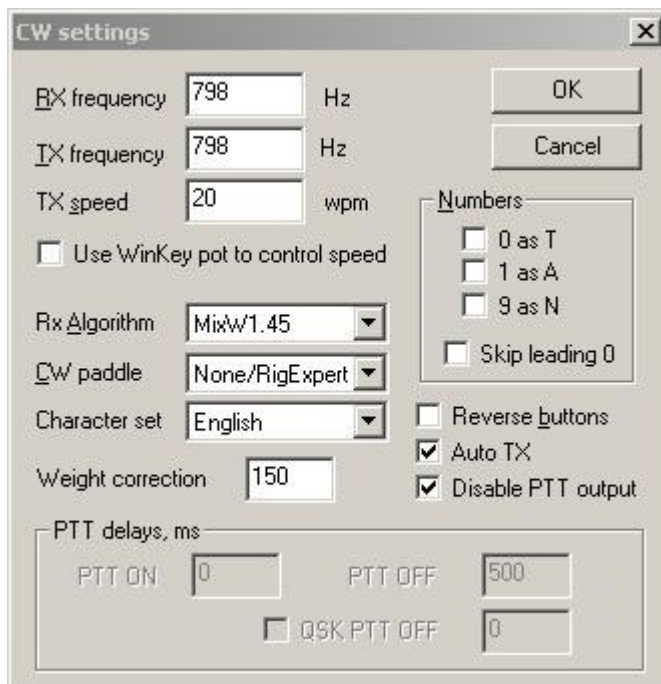 CW settings
RX frequency 798 Hz OK
TX frequency 798 Hz Cancel
TX speed 20 wpm Numbers
0 as T
Use WinKey pot to control speed
1 as A
9 as N
Rx Algorithm MixW1.45
Skip leading 0
CW paddle None/RigExpert
Character set English Reverse buttons
Auto TX
Weight correction 150 Disable PTT output
PTT delays, ms
PTT ON 0 PTT OFF 500
QSK PTT OFF 0